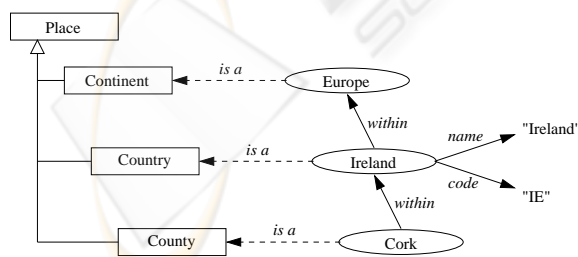 Place
Continent
is a
Europe
within
Country
is a
Ireland
name
"Ireland"
code
"IE"
within
County
is a
Cork